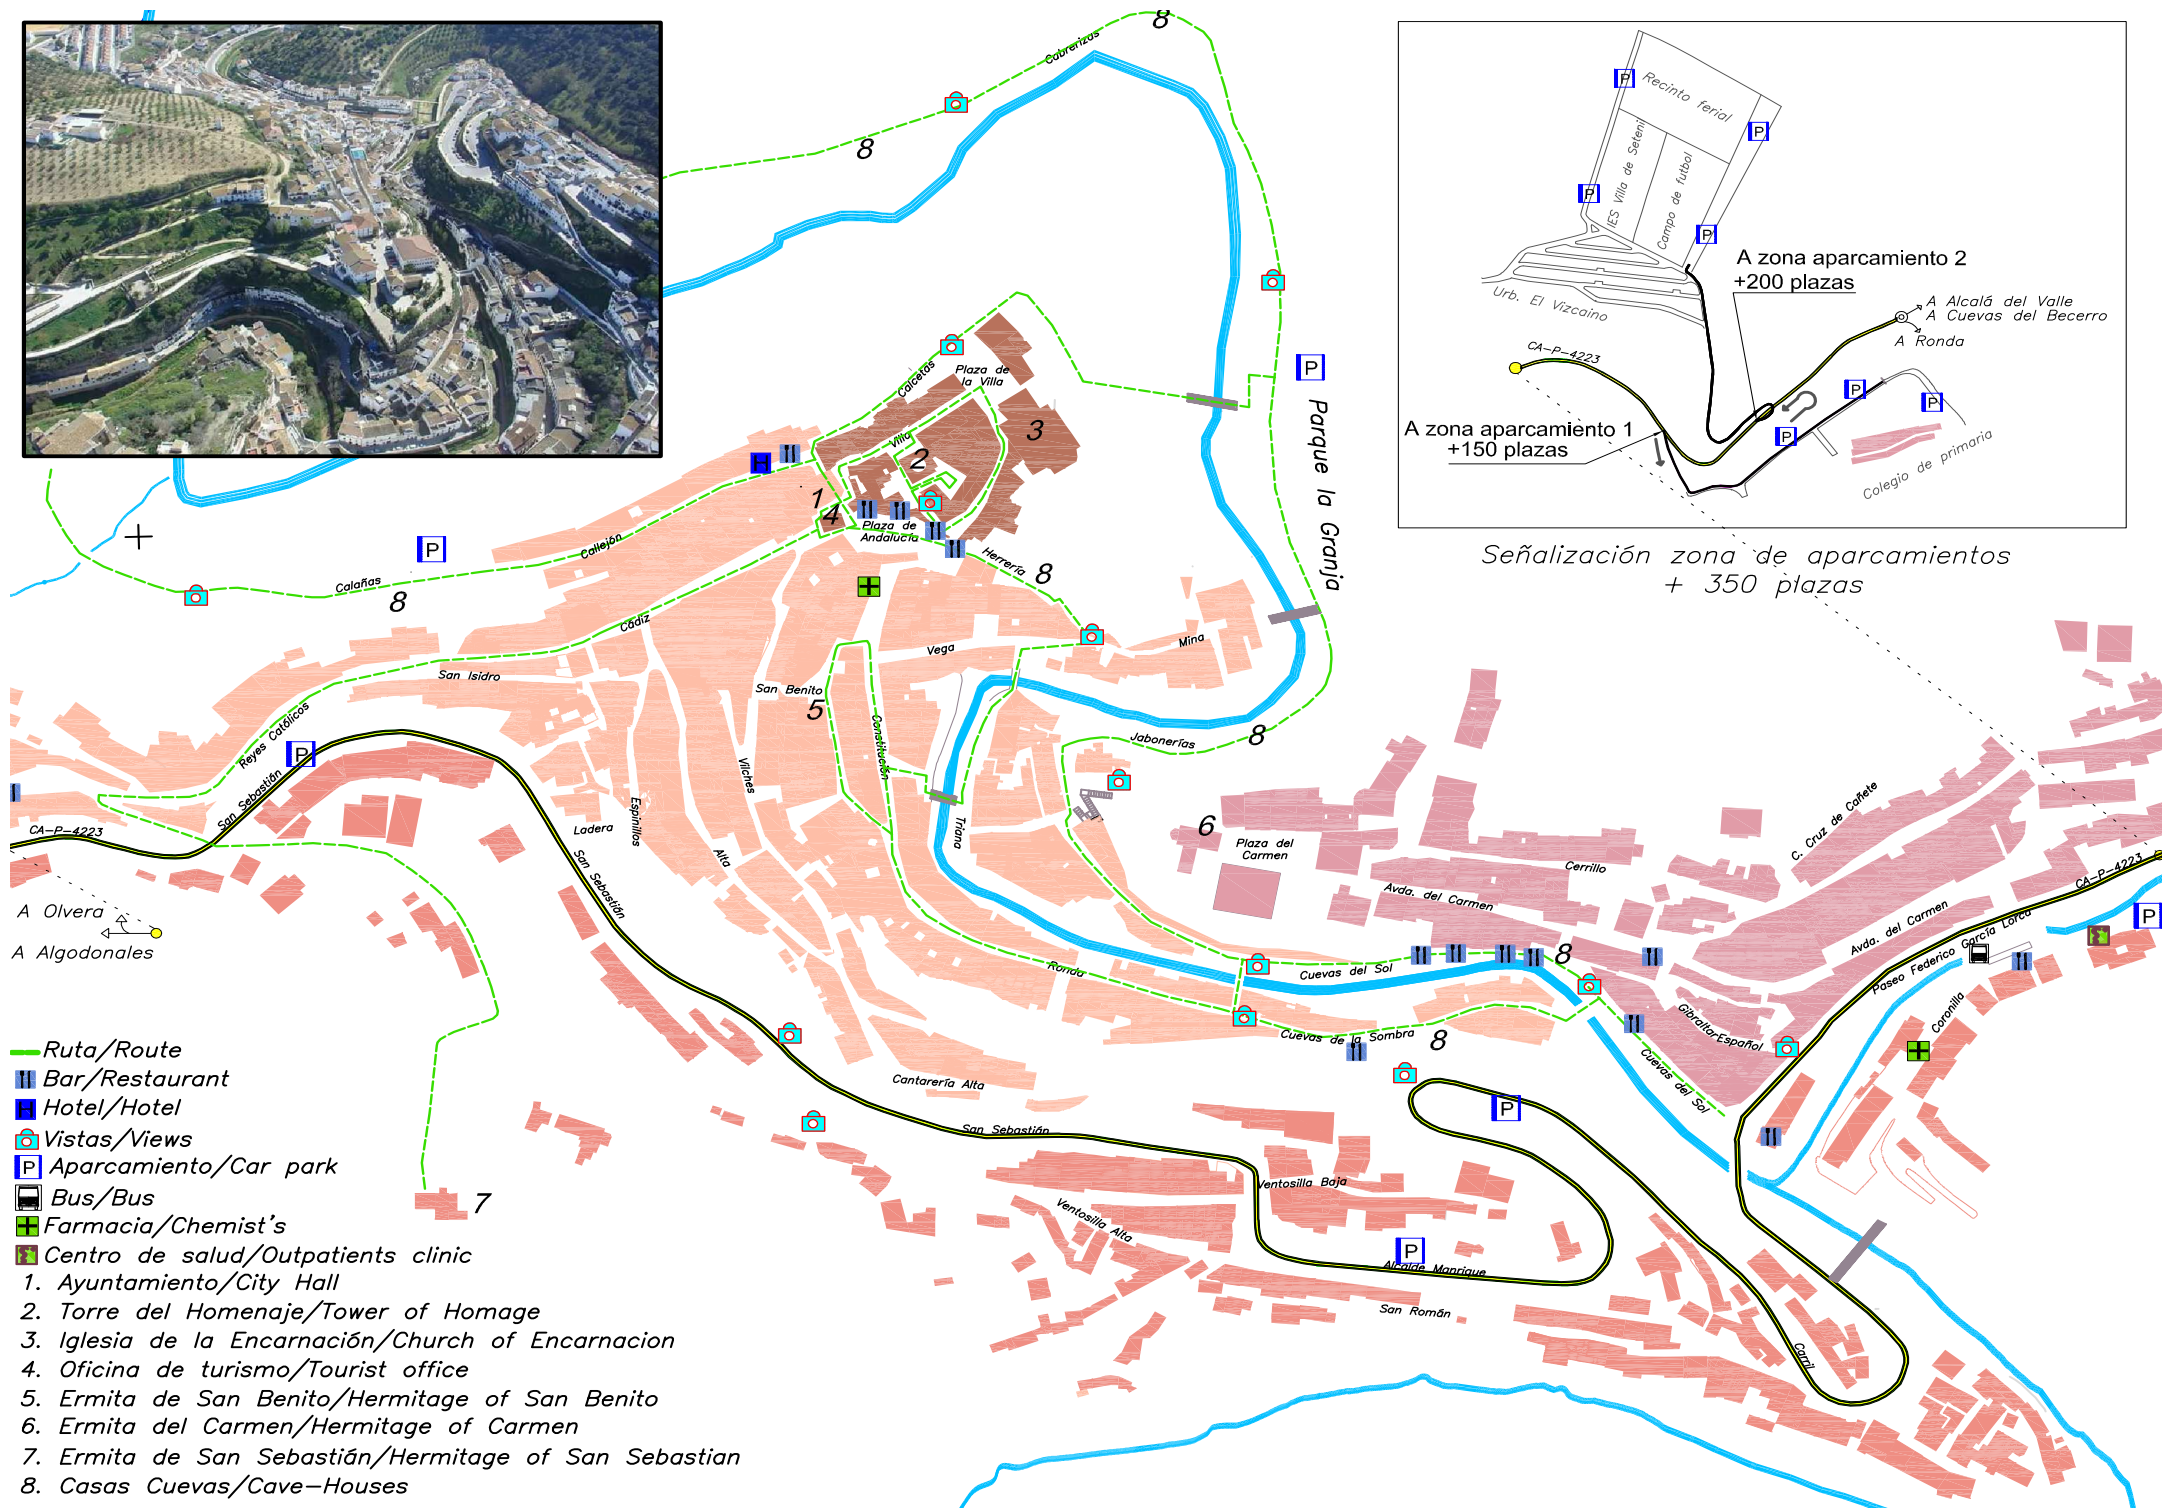 8
Cabrerizas
8
P
Recinto ferial
P
P
IES Villa de Setenil
Campo de futbol
P
A zona aparcamiento 2
+200 plazas
Urb. El Vizcaino
A Alcalá del Valle
A Cuevas del Becerro
A Ronda
CA-P-4223
P
P
P
A zona aparcamiento 1
+150 plazas
Colegio de primaria
Señalización zona de aparcamientos
+ 350 plazas
P
Parque la Granja
Plaza de
la Villa
Calcetas
Villa
3
2
H
1
4
Plaza de
Andalucía
Callejón
P
Herrería
8
Calañas
8
Cádiz
Vega
Mina
San Isidro
San Benito
5
Constitución
Reyes Católicos
P
San Sebastián
CA-P-4223
Jabonerías
8
Vilches
Espinillos
Ladera
Alta
Triana
San Sebastián
6
Plaza del
Carmen
C. Cruz de Cañete
Cerrillo
Avda. del Carmen
CA-P-4223
A Olvera
A Algodonales
Avda. del Carmen
Paseo Federico García Lorca
P
Ronda
Cuevas del Sol
8
Coronilla
Cuevas de la Sombra
8
Gibraltar Español
Cuevas del Sol
Cantarería Alta
P
San Sebastián
Ventosilla Baja
Ventosilla Alta
7
P
Alcalde Manrique
San Román
Carril
Ruta/Route
Bar/Restaurant
H Hotel/Hotel
Vistas/Views
P Aparcamiento/Car park
Bus/Bus
Farmacia/Chemist's
Centro de salud/Outpatients clinic
1. Ayuntamiento/City Hall
2. Torre del Homenaje/Tower of Homage
3. Iglesia de la Encarnación/Church of Encarnacion
4. Oficina de turismo/Tourist office
5. Ermita de San Benito/Hermitage of San Benito
6. Ermita del Carmen/Hermitage of Carmen
7. Ermita de San Sebastián/Hermitage of San Sebastian
8. Casas Cuevas/Cave-Houses